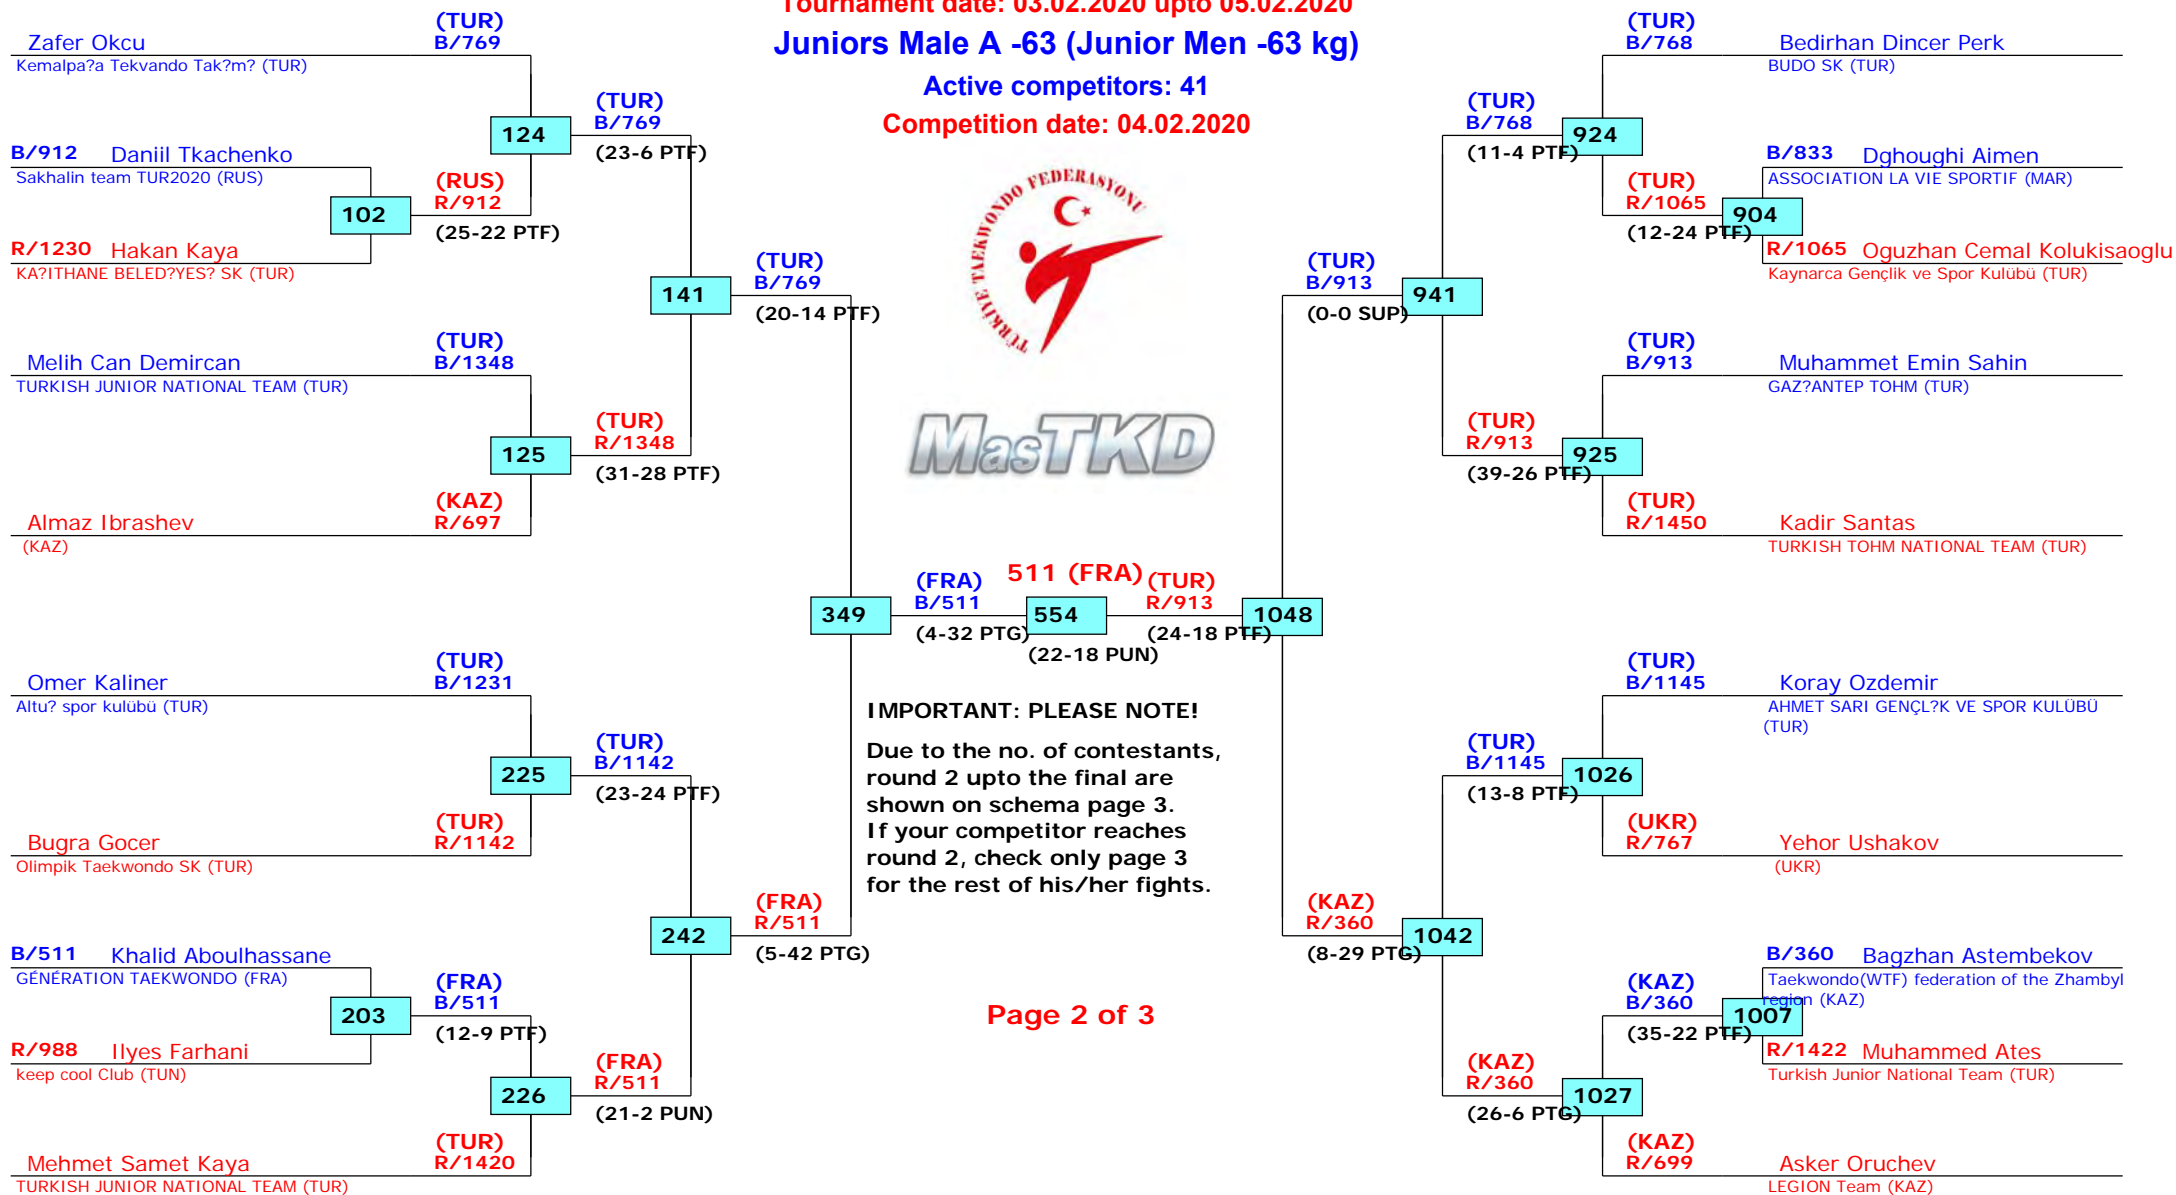 Tournament date: 03.02.2020 upto 05.02.2020
Juniors Male A -63 (Junior Men -63 kg)
Active competitors: 41
Competition date: 04.02.2020
TÜRKİYE TAEKWONDO FEDERASYONU
MasTKD
(TUR)
Zafer Okcu B/769
Kemalpa?a Tekvando Tak?m? (TUR)
124
(TUR)
B/769
(23-6 PTF)
B/912 Daniil Tkachenko
Sakhalin team TUR2020 (RUS)
102
(RUS)
R/912
(25-22 PTF)
R/1230 Hakan Kaya
KA?ITHANE BELED?YES? SK (TUR)
141
(TUR)
B/769
(20-14 PTF)
(TUR)
Melih Can Demircan B/1348
TURKISH JUNIOR NATIONAL TEAM (TUR)
125
(TUR)
R/1348
(31-28 PTF)
(KAZ)
Almaz Ibrashev R/697
(KAZ)
349
(FRA)
B/511
(4-32 PTG)
511 (FRA)
554
(22-18 PUN)
(TUR)
R/913
(24-18 PTF)
1048
(TUR)
Omer Kaliner B/1231
Altu? spor kulübü (TUR)
225
(TUR)
B/1142
(23-24 PTF)
(TUR)
Bugra Gocer R/1142
Olimpik Taekwondo SK (TUR)
242
(FRA)
R/511
(5-42 PTG)
B/511 Khalid Aboulhassane
GÉNÉRATION TAEKWONDO (FRA)
203
(FRA)
B/511
(12-9 PTF)
R/988 Ilyes Farhani
keep cool Club (TUN)
226
(FRA)
R/511
(21-2 PUN)
(TUR)
Mehmet Samet Kaya R/1420
TURKISH JUNIOR NATIONAL TEAM (TUR)
IMPORTANT: PLEASE NOTE!
Due to the no. of contestants,
round 2 upto the final are
shown on schema page 3.
If your competitor reaches
round 2, check only page 3
for the rest of his/her fights.
Page 2 of 3
(TUR)
B/768 Bedirhan Dincer Perk
BUDO SK (TUR)
(TUR)
B/768
(11-4 PTF)
924
B/833 Dghoughi Aimen
ASSOCIATION LA VIE SPORTIF (MAR)
(TUR)
R/1065
(12-24 PTF)
904
R/1065 Oguzhan Cemal Kolukisaoglu
Kaynarca Gençlik ve Spor Kulübü (TUR)
(TUR)
B/913
(0-0 SUP)
941
(TUR)
B/913 Muhammet Emin Sahin
GAZ?ANTEP TOHM (TUR)
(TUR)
R/913
(39-26 PTF)
925
(TUR)
R/1450 Kadir Santas
TURKISH TOHM NATIONAL TEAM (TUR)
(TUR)
B/1145 Koray Ozdemir
AHMET SARI GENÇL?K VE SPOR KULÜBÜ
(TUR)
(TUR)
B/1145
(13-8 PTF)
1026
(UKR)
R/767 Yehor Ushakov
(UKR)
(KAZ)
R/360
(8-29 PTG)
1042
B/360 Bagzhan Astembekov
Taekwondo(WTF) federation of the Zhambyl
region (KAZ)
(KAZ)
B/360
(35-22 PTF)
1007
R/1422 Muhammed Ates
Turkish Junior National Team (TUR)
(KAZ)
R/360
(26-6 PTG)
1027
(KAZ)
R/699 Asker Oruchev
LEGION Team (KAZ)